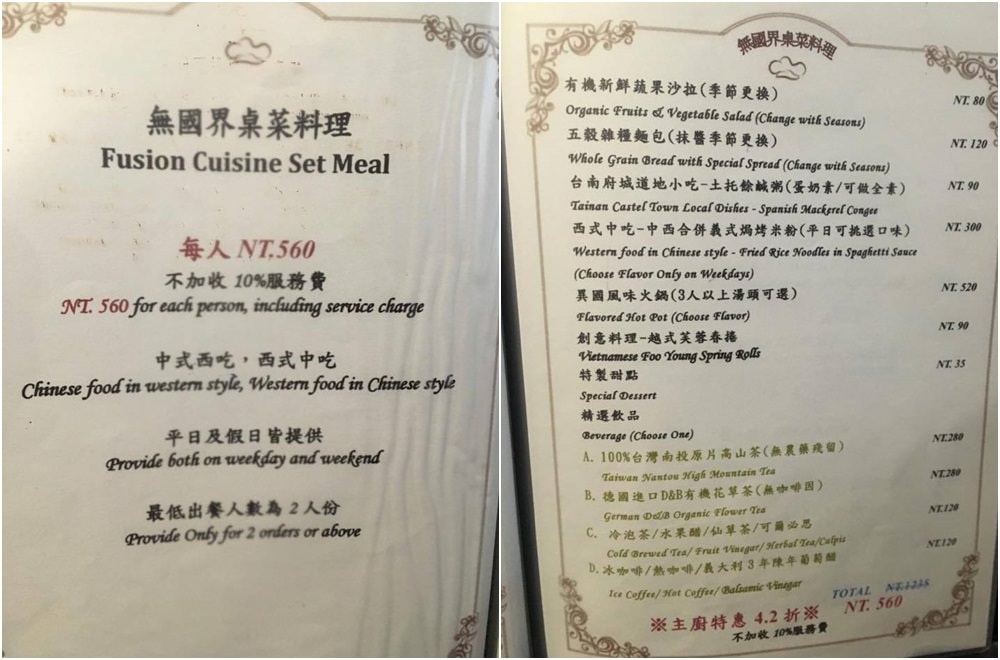 無國界桌菜料理
Fusion Cuisine Set Meal
每人 NT.560
不加收 10%服務費
NT. 560 for each person, including service charge
中式西吃，西式中吃
Chinese food in western style, Western food in Chinese style
平日及假日皆提供
Provide both on weekday and weekend
最低出餐人數為 2 人份
Provide Only for 2 orders or above
無國界桌菜料理
有機新鮮蔬果沙拉(季節更換) NT. 80
Organic Fruits & Vegetable Salad (Change with Seasons)
五穀雜糧麵包(抹醬季節更換) NT. 120
Whole Grain Bread with Special Spread (Change with Seasons)
台南府城道地小吃-土托餘鹹粥(蛋奶素/可做全素) NT. 90
Tainan Castel Town Local Dishes - Spanish Mackerel Congee
西式中吃-中西合併義式焗烤米粉(平日可挑選口味) NT. 300
Western food in Chinese style - Fried Rice Noodles in Spaghetti Sauce
(Choose Flavor Only on Weekdays)
異國風味火鍋(3人以上湯頭可選) NT. 520
Flavored Hot Pot (Choose Flavor)
創意料理-越式芙蓉春捲 NT. 90
Vietnamese Foo Young Spring Rolls
特製甜點 NT. 35
Special Dessert
精選飲品
Beverage (Choose One)
A. 100%台灣南投原片高山茶(無農藥殘留) NT.280
Taiwan Nantou High Mountain Tea
B. 德國進口D&B有機花草茶(無咖啡因) NT.280
German D&B Organic Flower Tea
C. 冷泡茶/水果醋/仙草茶/可爾必思 NT.120
Cold Brewed Tea/ Fruit Vinegar/ Herbal Tea/Calpis
D.冰咖啡/熱咖啡/義大利3年陳年葡萄醋 NT.120
Ice Coffee/ Hot Coffee/ Balsamic Vinegar
TOTAL NT.1235
※主廚特惠 4.2 折※ NT. 560
不加收 10%服務費